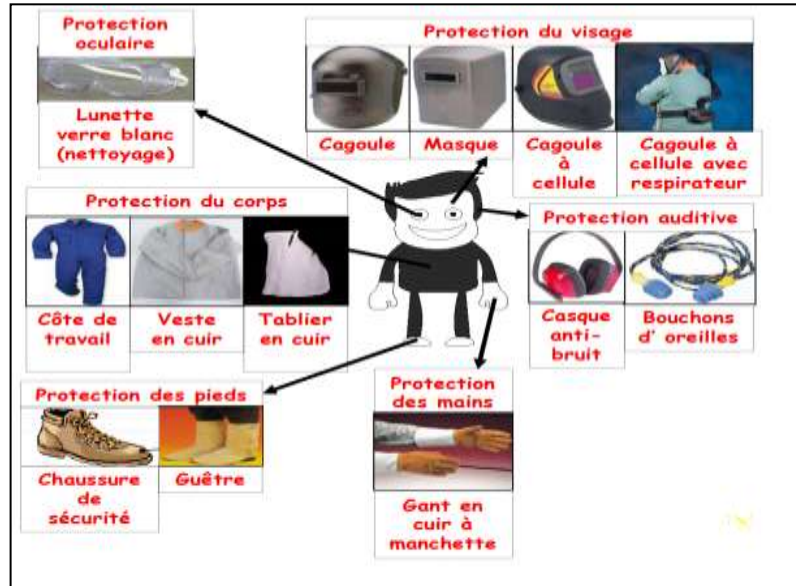 Protection
oculaire
Lunette
verre blanc
(nettoyage)
Protection du visage
Cagoule
Masque
Cagoule
à
cellule
Cagoule à
cellule avec
respirateur
Protection du corps
Côte de
travail
Veste
en cuir
Tablier
en cuir
Protection auditive
Casque
anti-
bruit
Bouchons
d' oreilles
Protection des pieds
Chaussure
de
sécurité
Guêtre
Protection
des mains
Gant en
cuir à
manchette